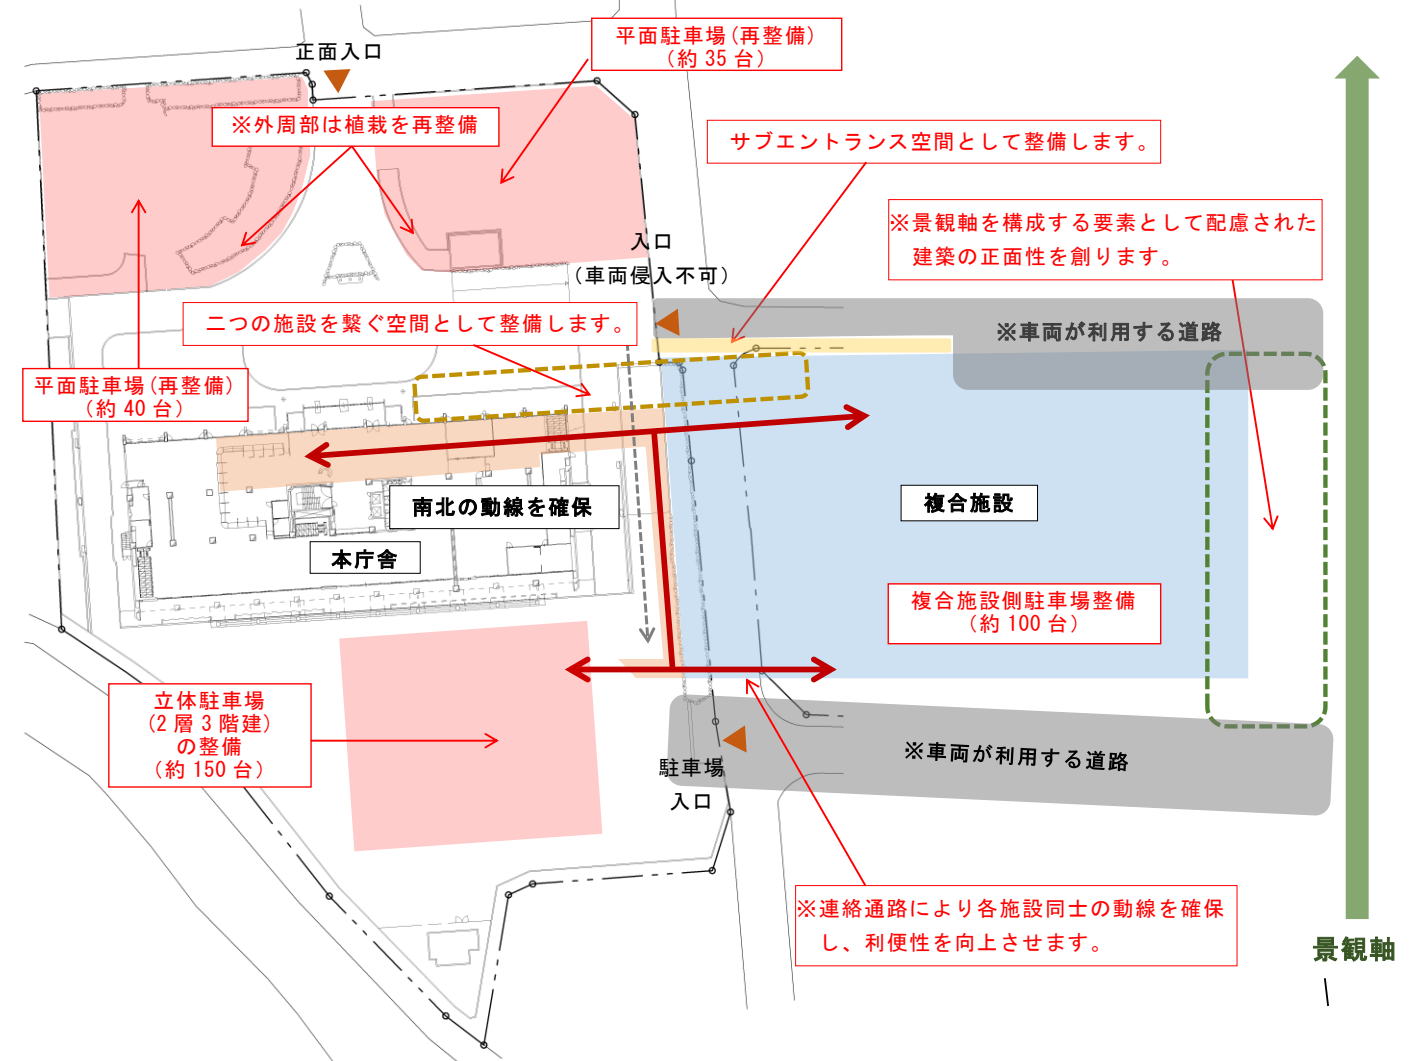 正面入口
平面駐車場(再整備)
(約35台)
※外周部は植栽を再整備
サブエントランス空間として整備します。
※景観軸を構成する要素として配慮された
建築の正面性を創ります。
入口
(車両侵入不可)
二つの施設を繋ぐ空間として整備します。
※車両が利用する道路
平面駐車場(再整備)
(約40台)
南北の動線を確保
複合施設
本庁舎
複合施設側駐車場整備
(約100台)
立体駐車場
(2層3階建)
の整備
(約150台)
※車両が利用する道路
駐車場
入口
※連絡通路により各施設同士の動線を確保
し、利便性を向上させます。
景観軸